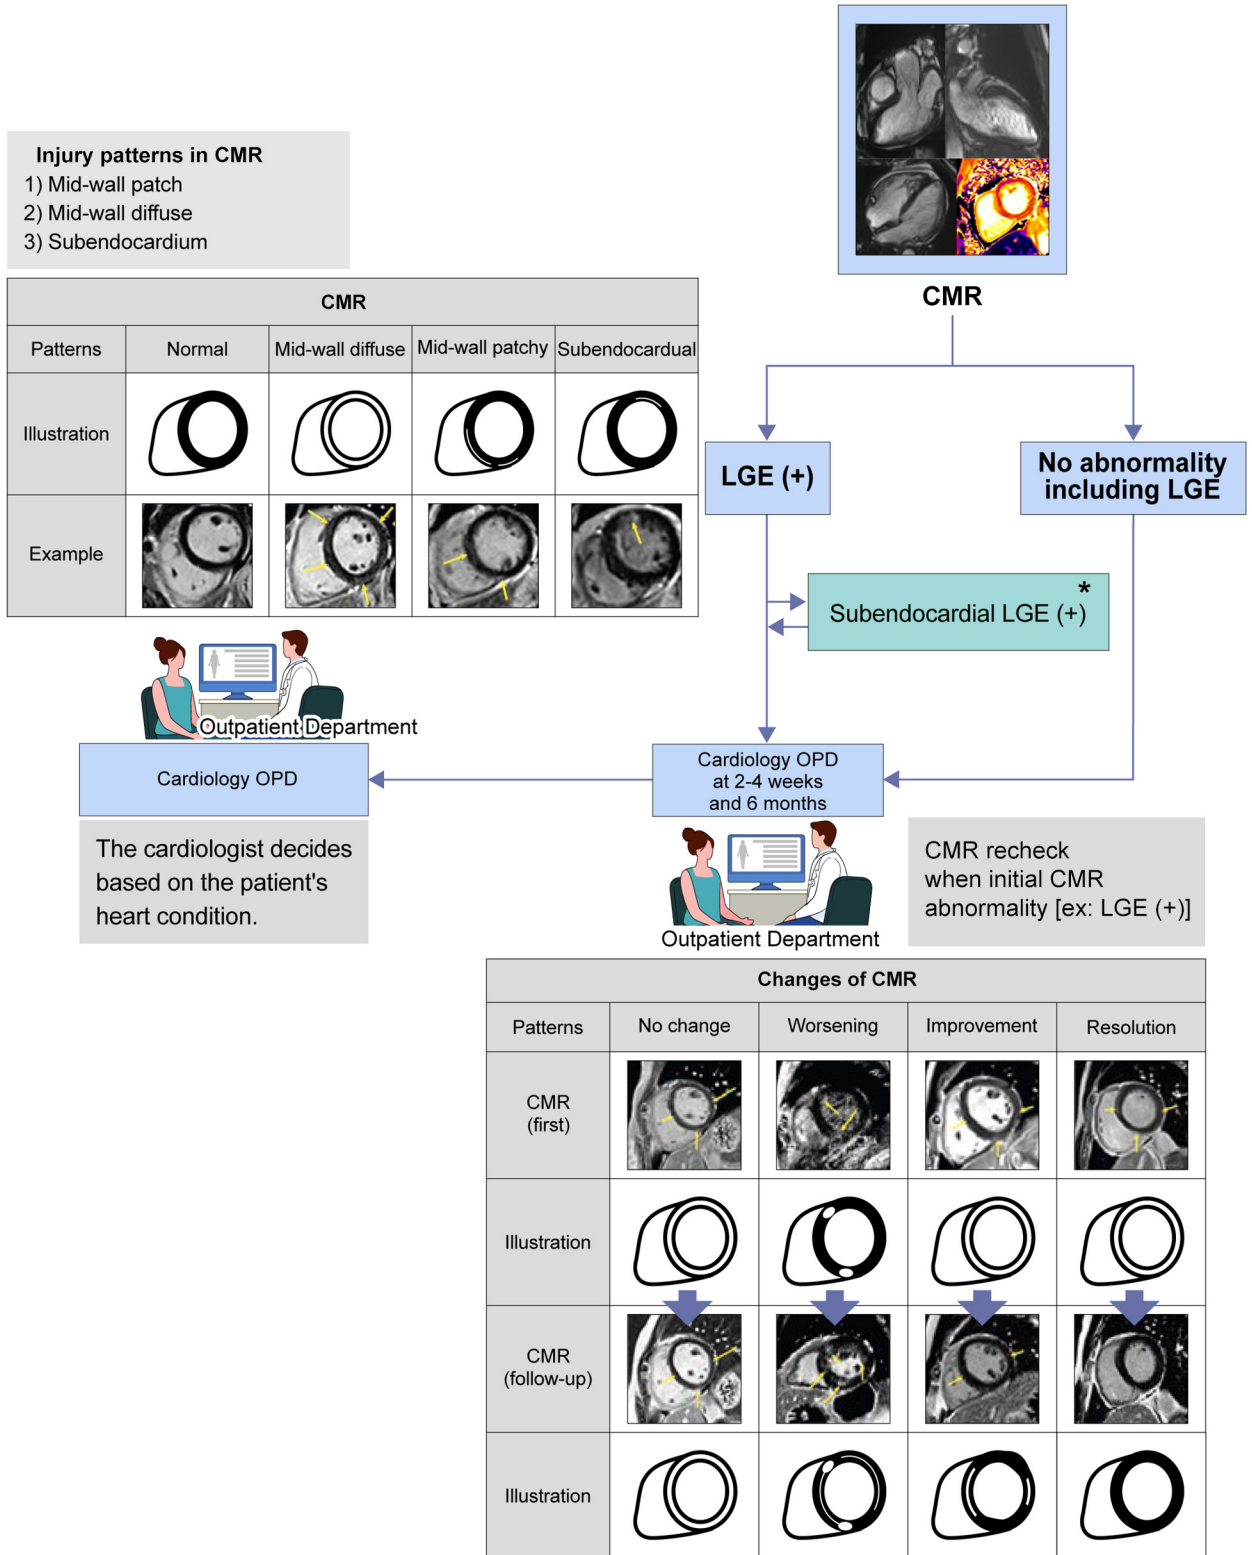 CMR
Injury patterns in CMR
1) Mid-wall patch
2) Mid-wall diffuse
3) Subendocardium
CMR
Patterns Normal Mid-wall diffuse Mid-wall patchy Subendocardual
Illustration
Example
LGE (+)
No abnormality
including LGE
*
Subendocardial LGE (+)
Outpatient Department
Cardiology OPD
The cardiologist decides
based on the patient's
heart condition.
Cardiology OPD
at 2-4 weeks
and 6 months
Outpatient Department
CMR recheck
when initial CMR
abnormality [ex: LGE (+)]
Changes of CMR
Patterns No change Worsening Improvement Resolution
CMR
(first)
Illustration
CMR
(follow-up)
Illustration